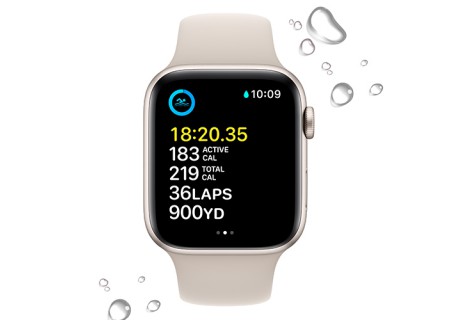 10:09
18:20.35
183 ACTIVE CAL
219 TOTAL CAL
36LAPS
900YD